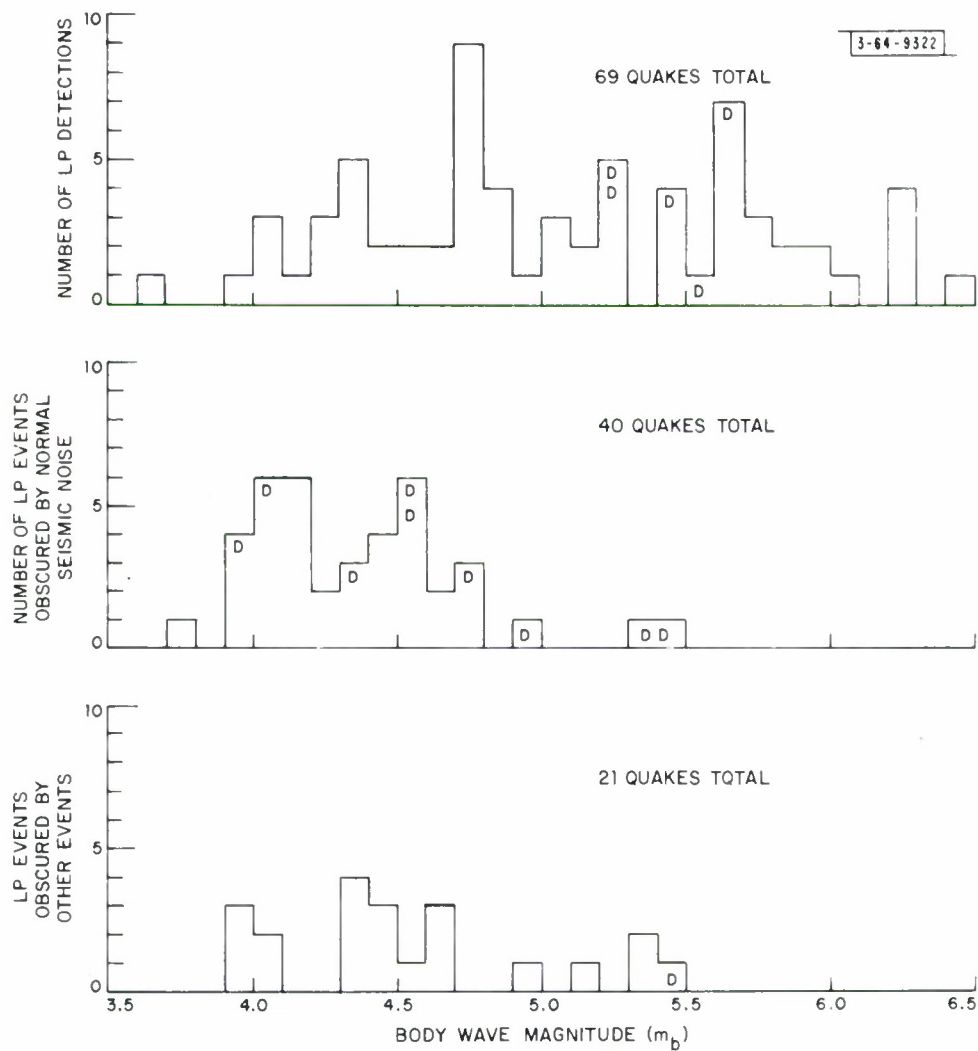 3-64-9322
10
5
0
NUMBER OF LP DETECTIONS
69 QUAKES TOTAL
D
D
D
D
D
D
10
5
0
NUMBER OF LP EVENTS
OBSCURED BY NORMAL
SEISMIC NOISE
40 QUAKES TOTAL
D
D
D
D
D
D
D
D D
10
5
0
LP EVENTS
OBSCURED BY
OTHER EVENTS
21 QUAKES TOTAL
D
3.5 4.0 4.5 5.0 5.5 6.0 6.5
BODY WAVE MAGNITUDE (mb)